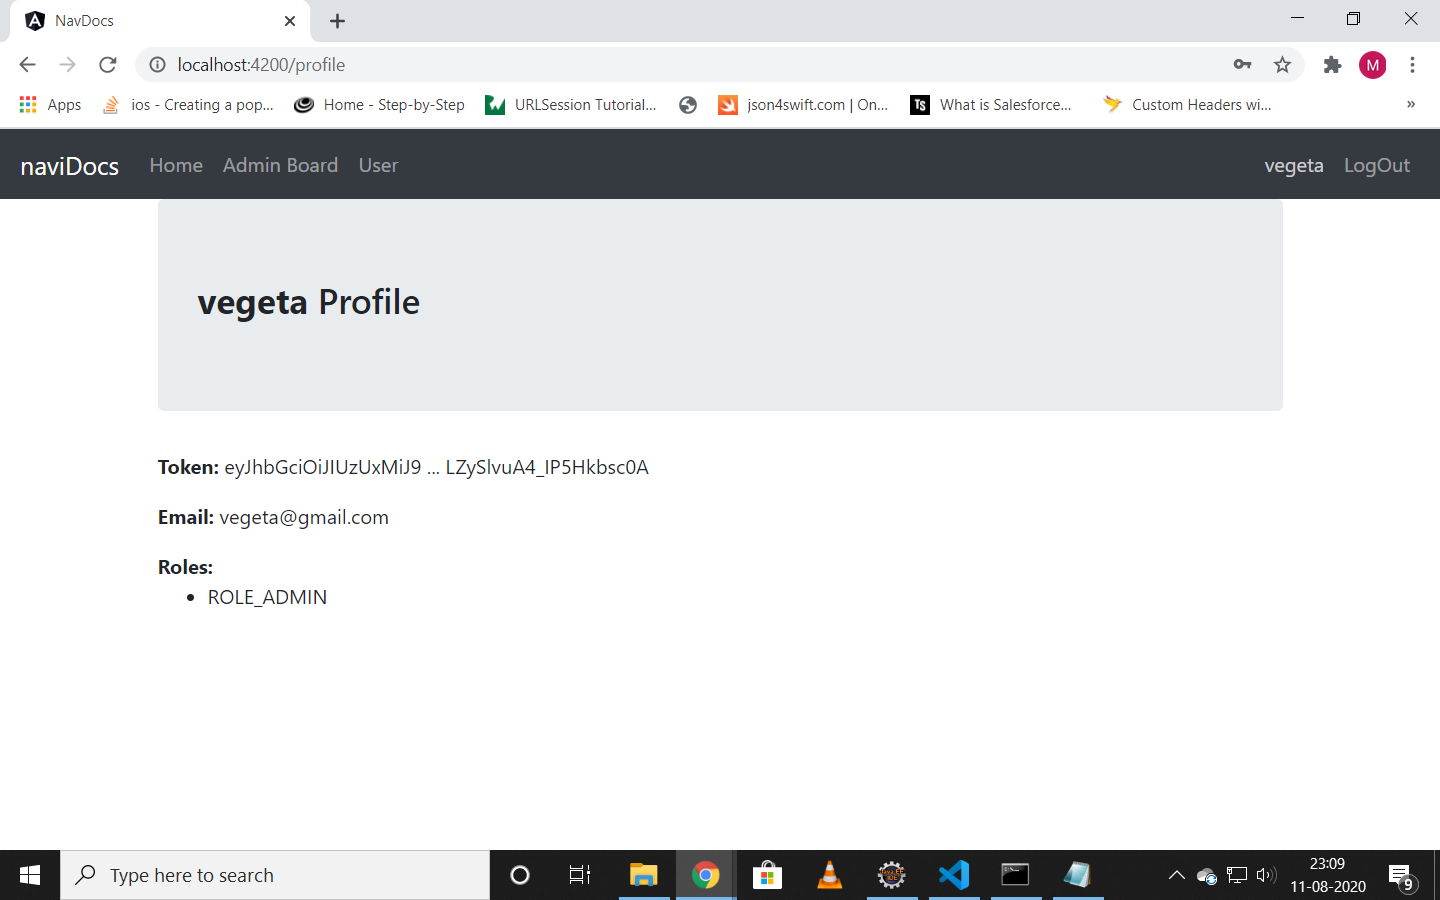 NavDocs
localhost:4200/profile
M
Apps
ios - Creating a pop...
Home - Step-by-Step
URLSession Tutorial...
json4swift.com | On...
TS
What is Salesforce...
Custom Headers wi...
»
naviDocs
Home
Admin Board
User
vegeta
LogOut
vegeta Profile
Token: eyJhbGciOiJIUzUxMiJ9 ... LZySlvuA4_IP5Hkbsc0A
Email: vegeta@gmail.com
Roles:
• ROLE_ADMIN
Type here to search
23:09
11-08-2020
9